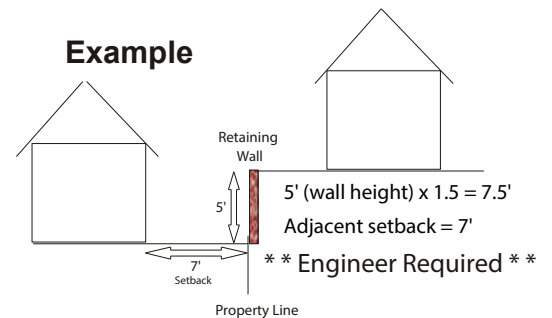 Example
Retaining
Wall
5'
5' (wall height) x 1.5 = 7.5'
Adjacent setback = 7'
* * Engineer Required * *
7'
Setback
Property Line